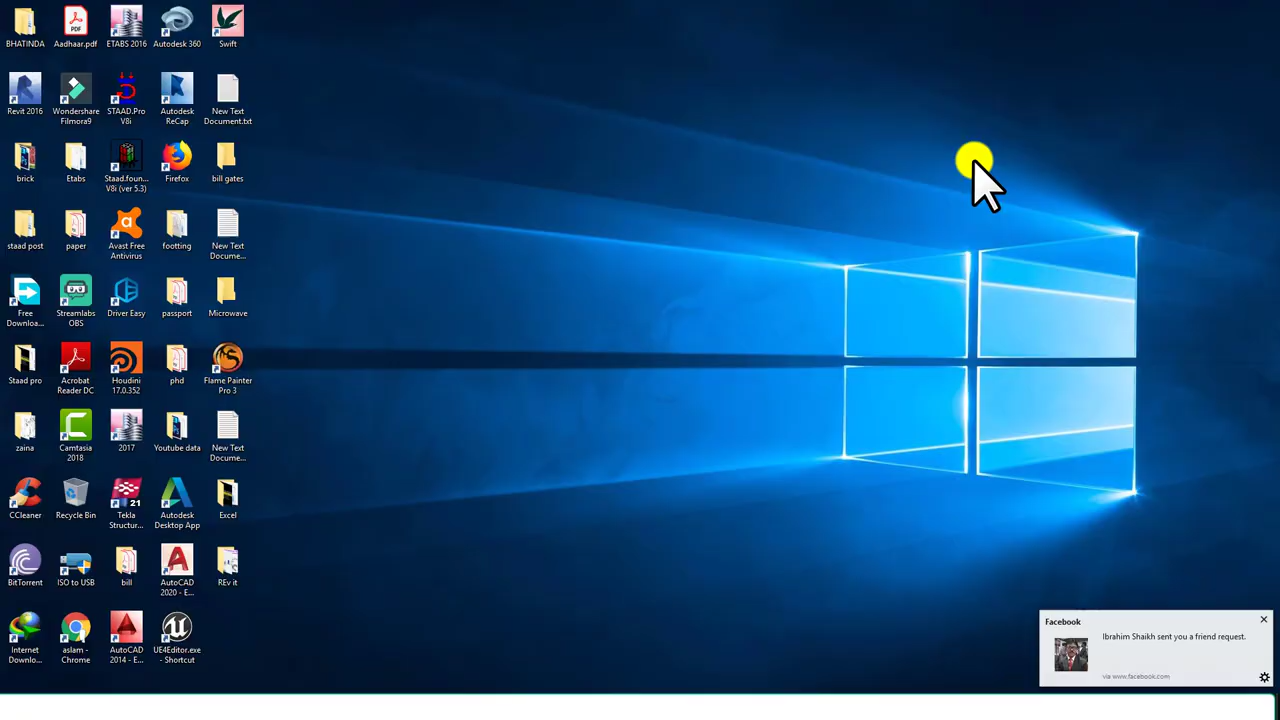 BHATINDA
Aadhaar.pdf
ETABS 2016
Autodesk 360
Swift
Revit 2016
Wondershare
Filmora9
STAAD.Pro
V8i
Autodesk
ReCap
New Text
Document.txt
brick
Etabs
Staad.foun...
V8i (ver 5.3)
Firefox
bill gates
staad post
paper
Avast Free
Antivirus
footting
New Text
Docume...
Free
Downloa...
Streamlabs
OBS
Driver Easy
passport
Microwave
Staad pro
Acrobat
Reader DC
Houdini
17.0.352
phd
Flame Painter
Pro 3
zaina
Camtasia
2018
2017
Youtube data
New Text
Docume...
CCleaner
Recycle Bin
21
Tekla
Structur...
Autodesk
Desktop App
Excel
BitTorrent
ISO to USB
bill
AutoCAD
2020 - E...
REv it
Internet
Downlo...
aslam -
Chrome
AutoCAD
2014 - E...
UE4Editor.exe
- Shortcut
Facebook
Ibrahim Shaikh sent you a friend request.
via www.facebook.com